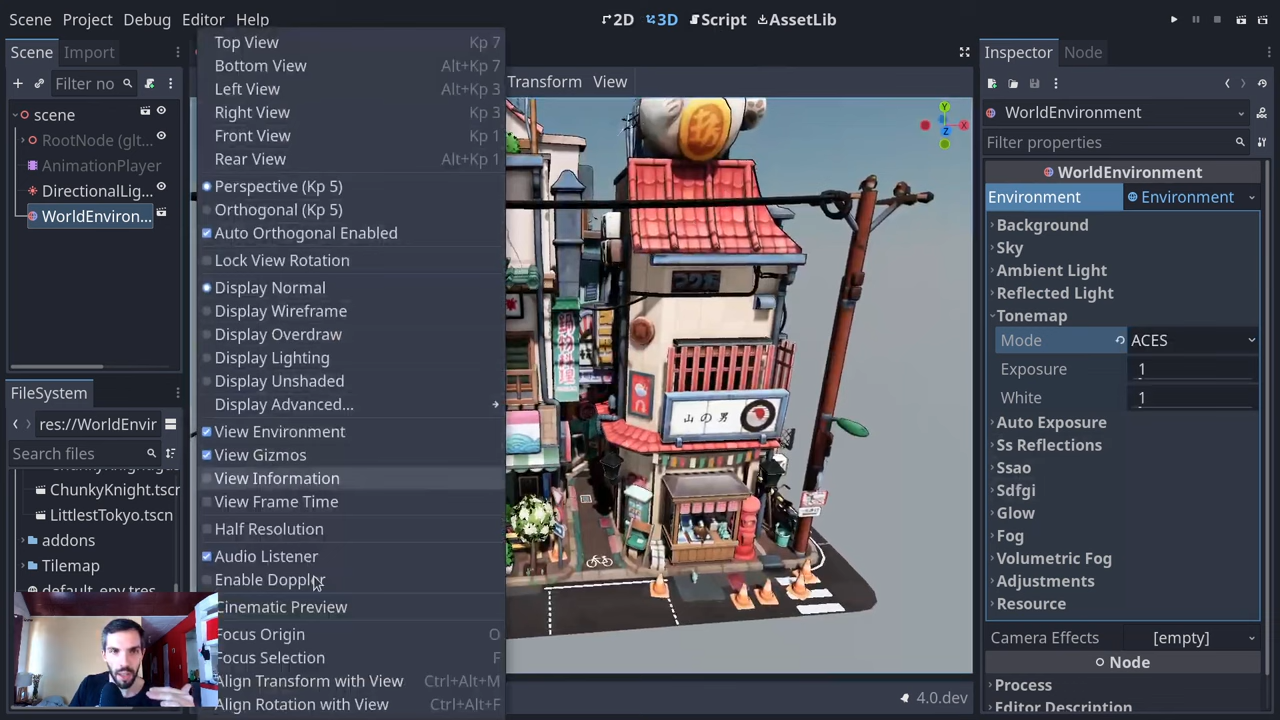 Scene Project Debug Editor Help
2D 3D Script AssetLib
Scene Import
Filter no
scene
RootNode (glt...
AnimationPlayer
DirectionalLig...
WorldEnviron...
FileSystem
res://WorldEnvir
Search files
ChunkyKnight.tscr
LittlestTokyo.tscn
addons
Tilemap
default_env.tres
Top View Kp 7
Bottom View Alt+Kp 7
Left View Alt+Kp 3
Right View Kp 3
Front View Kp 1
Rear View Alt+Kp 1
Perspective (Kp 5)
Orthogonal (Kp 5)
Auto Orthogonal Enabled
Lock View Rotation
Display Normal
Display Wireframe
Display Overdraw
Display Lighting
Display Unshaded
Display Advanced...
View Environment
View Gizmos
View Information
View Frame Time
Half Resolution
Audio Listener
Enable Doppler
Cinematic Preview
Focus Origin O
Focus Selection F
Align Transform with View Ctrl+Alt+M
Align Rotation with View Ctrl+Alt+F
Transform View
Y
X
Z
山の男
4.0.dev
Inspector Node
WorldEnvironment
Filter properties
WorldEnvironment
Environment Environment
Background
Sky
Ambient Light
Reflected Light
Tonemap
Mode ACES
Exposure 1
White 1
Auto Exposure
Ss Reflections
Ssao
Sdfgi
Glow
Fog
Volumetric Fog
Adjustments
Resource
Camera Effects [empty]
Node
Process
Editor Description